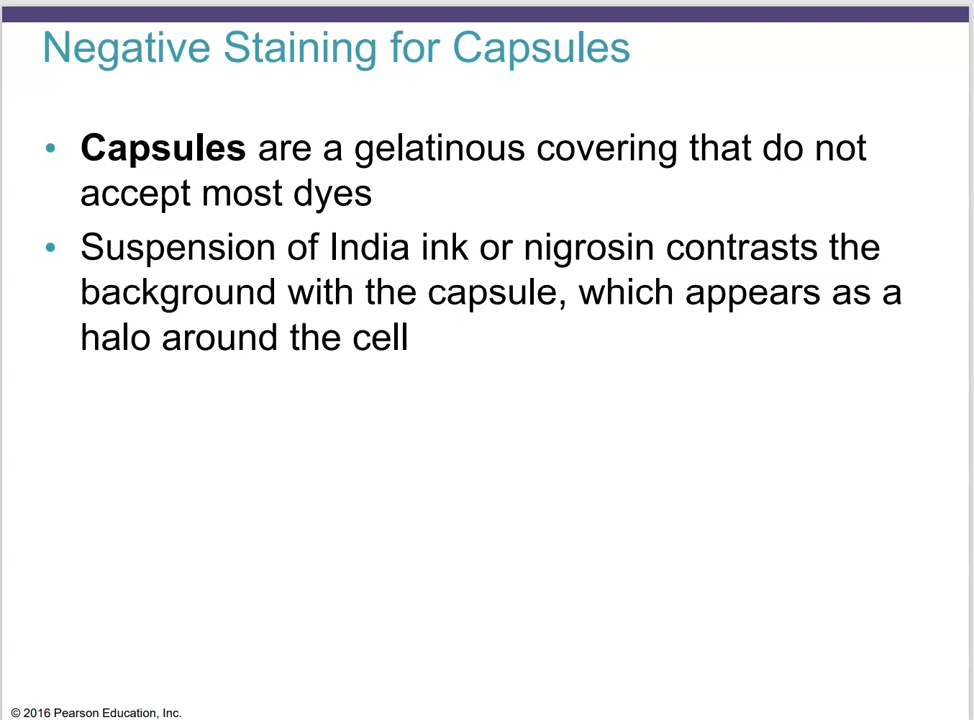 Negative Staining for Capsules
• Capsules are a gelatinous covering that do not
accept most dyes
• Suspension of India ink or nigrosin contrasts the
background with the capsule, which appears as a
halo around the cell
© 2016 Pearson Education, Inc.